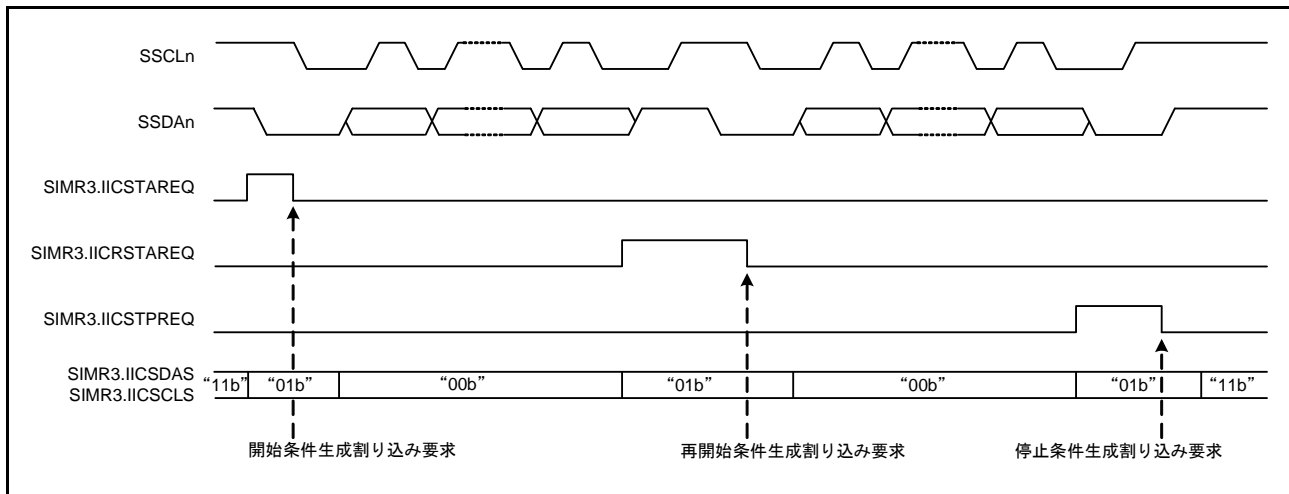 SSCLn
SSDAn
SIMR3.IICSTAREQ
SIMR3.IICRSTAREQ
SIMR3.IICSTPREQ
SIMR3.IICSDAS
SIMR3.IICSCLS
“11b” “01b” “00b” “01b” “00b” “01b” “11b”
開始条件生成割り込み要求 再開始条件生成割り込み要求 停止条件生成割り込み要求